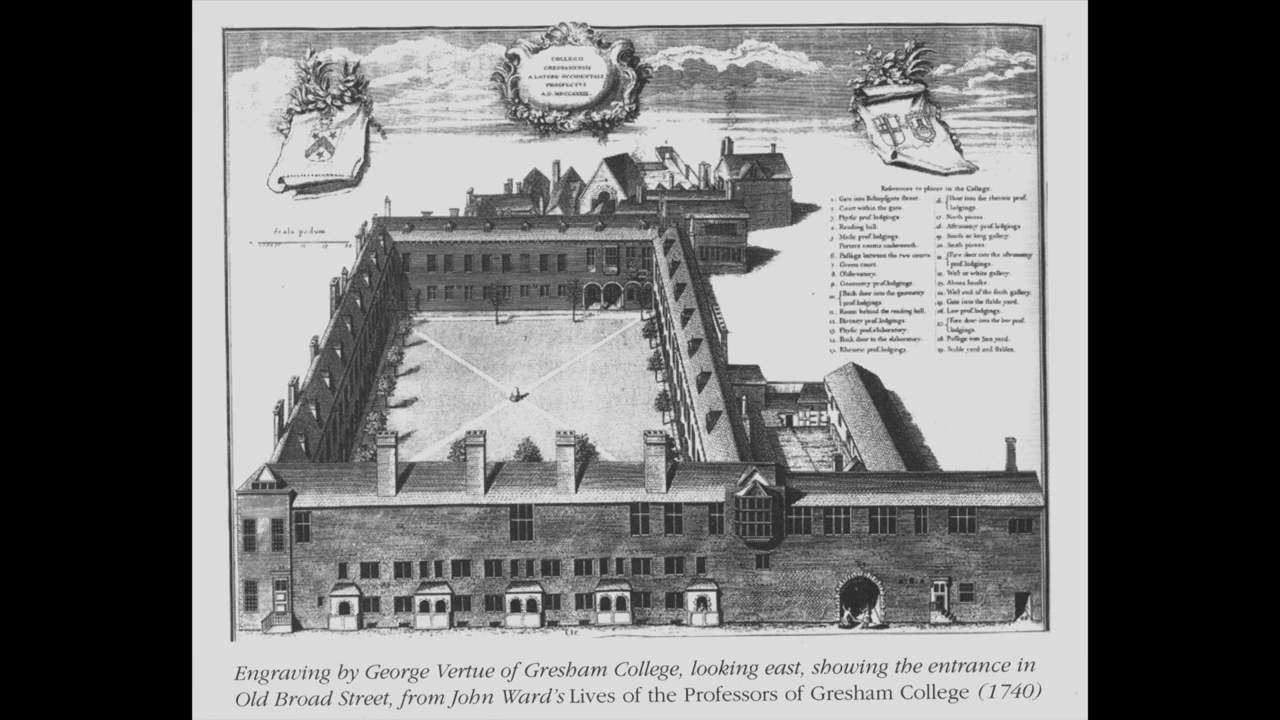 COLLEGII
GRESHAMENSIS
A LATERE OCCIDENTALI
PROSPECTVS
A.D. MDCCXXXIX.
Scala pedum
References to places in the College.
1. Gate into Bishopsgate Street.
2. Court within the gate.
3. Physic prof. lodgings.
4. Reading hall.
5. Music prof. lodgings.
Porters rooms underneath.
6. Passage between the two courts.
7. Green court.
8. Observatory.
9. Geometry prof. lodgings.
10. Back door into the geometry
prof. lodgings.
11. Room behind the reading hall.
12. Divinity prof. lodgings.
13. Physic prof. elaboratory.
14. Back door to the elaboratory.
15. Rhetoric prof. lodgings.
16. Door into the rhetoric prof.
lodgings.
17. North piazza.
18. Astronomy prof. lodgings
19. South or long gallery.
20. South piazza.
21. Fore door into the astronomy
prof. lodgings.
22. West or white gallery.
23. Alms houses.
24. West end of the south gallery.
25. Gate into the stable yard.
26. Law prof. lodgings.
27. Fore door into the law prof.
lodgings.
28. Passage into Sun yard.
29. Stable yard and stables.
Engraving by George Vertue of Gresham College, looking east, showing the entrance in
Old Broad Street, from John Ward's Lives of the Professors of Gresham College (1740)